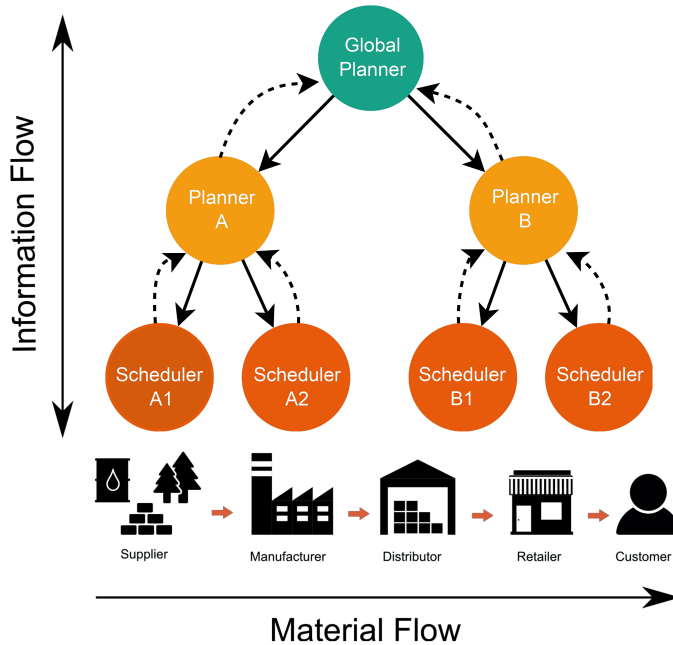 Global
Planner
Information Flow
Planner
A
Planner
B
Scheduler
A1
Scheduler
A2
Scheduler
B1
Scheduler
B2
Supplier
Manufacturer
Distributor
Retailer
Customer
Material Flow